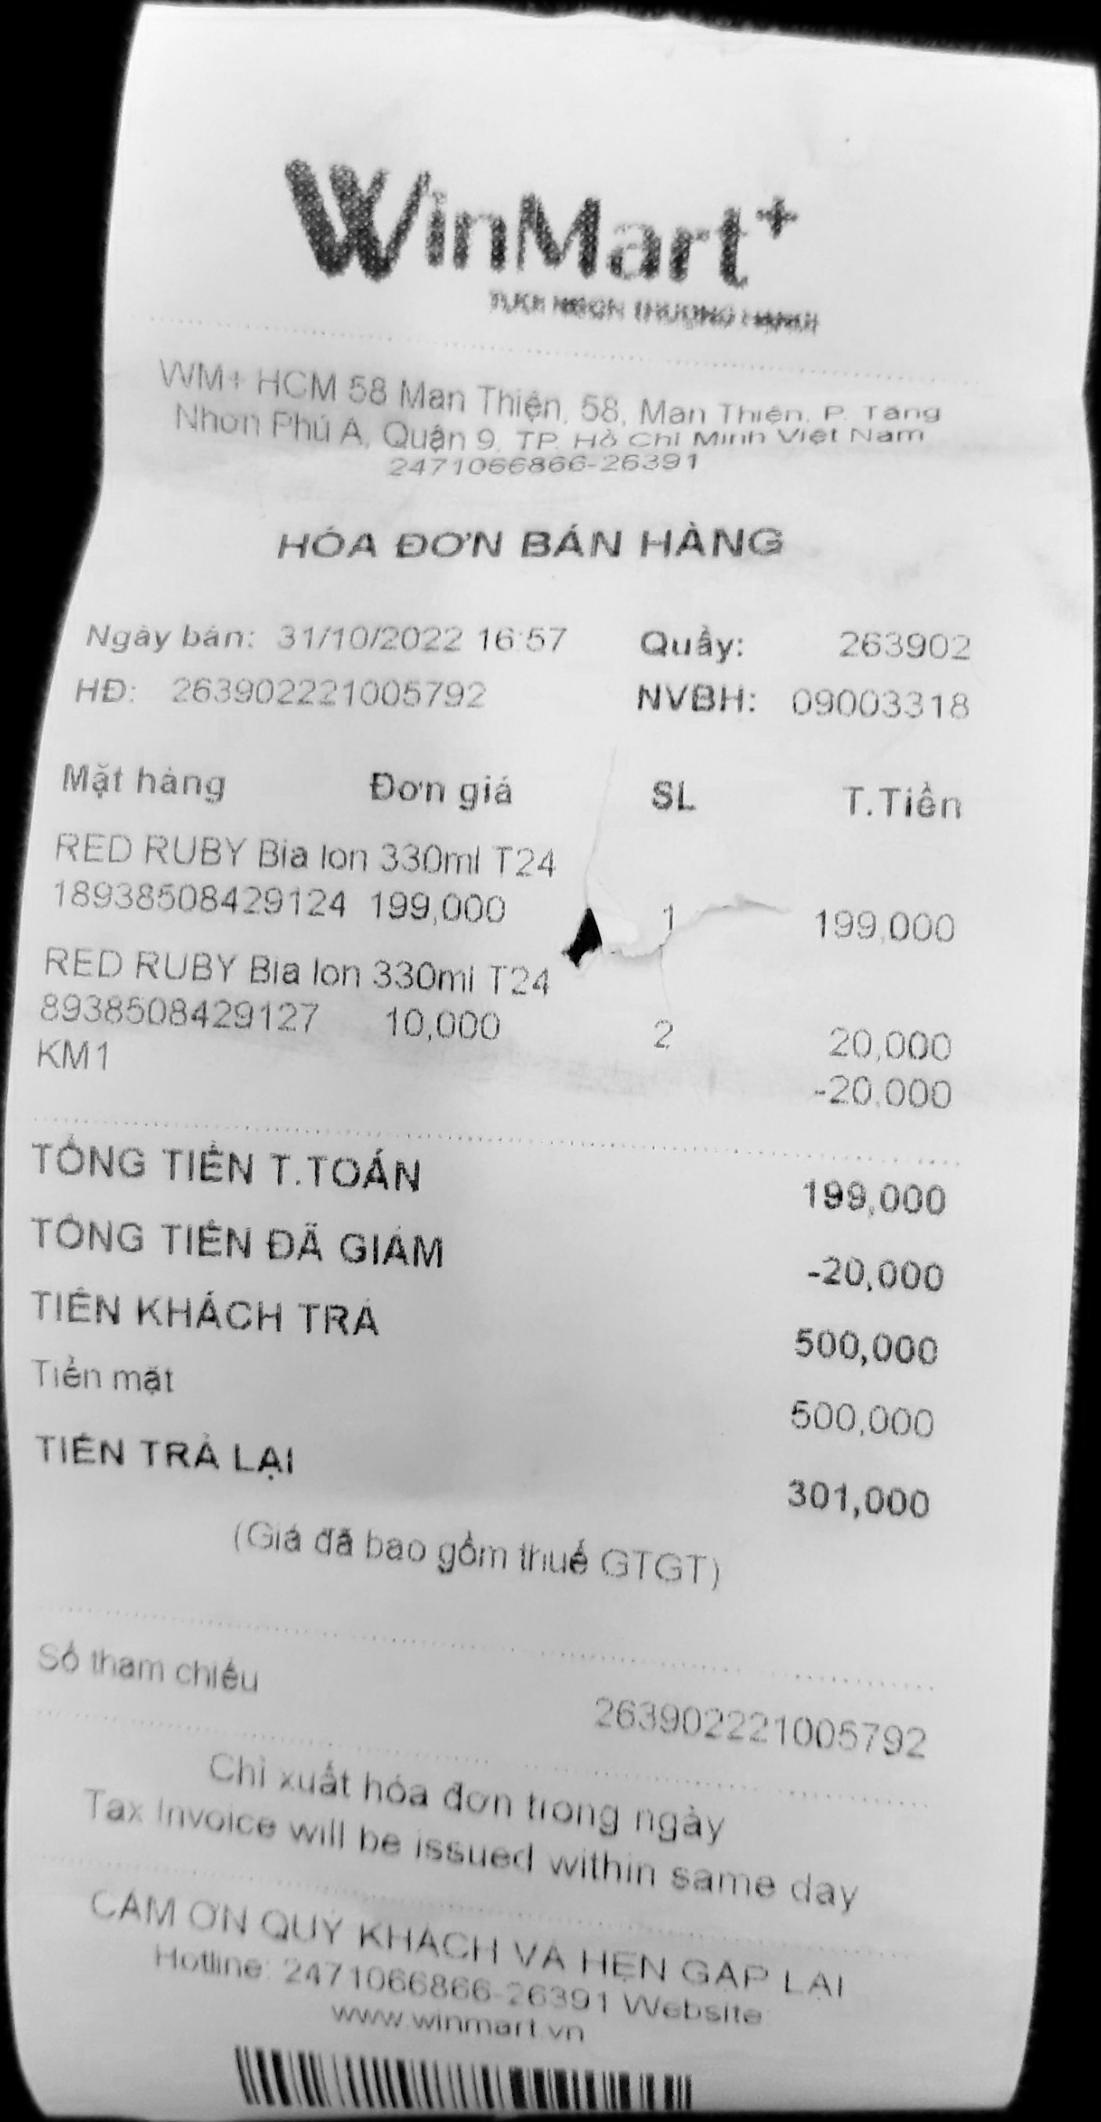 WinMart+
WM+ HCM 58 Man Thiện, 58, Man Thiện, P. Tăng
Nhơn Phú A, Quận 9, TP. Hồ Chí Minh Việt Nam
2471066866-26391
HÓA ĐƠN BÁN HÀNG
Ngày bán: 31/10/2022 16:57 Quầy: 263902
HĐ: 263902221005792 NVBH: 09003318
Mặt hàng Đơn giá SL T.Tiền
RED RUBY Bia lon 330ml T24
18938508429124 199,000 1 199,000
RED RUBY Bia lon 330ml T24
8938508429127 10,000 2 20,000
KM1 -20,000
TỔNG TIỀN T.TOÁN 199,000
TỔNG TIỀN ĐÃ GIẢM -20,000
TIỀN KHÁCH TRẢ 500,000
Tiền mặt 500,000
TIỀN TRẢ LẠI 301,000
(Giá đã bao gồm thuế GTGT)
Số tham chiếu 263902221005792
Chỉ xuất hóa đơn trong ngày
Tax Invoice will be issued within same day
CẢM ƠN QUÝ KHÁCH VÀ HẸN GẶP LẠI
Hotline: 2471066866-26391 Website:
www.winmart.vn